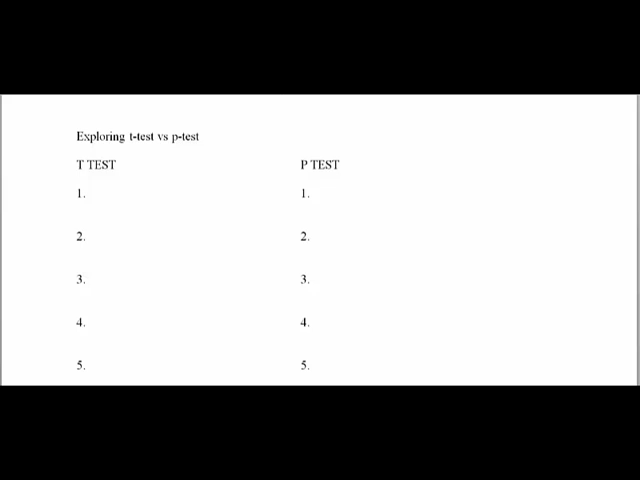 Exploring t-test vs p-test
T TEST P TEST
1. 1.
2. 2.
3. 3.
4. 4.
5. 5.